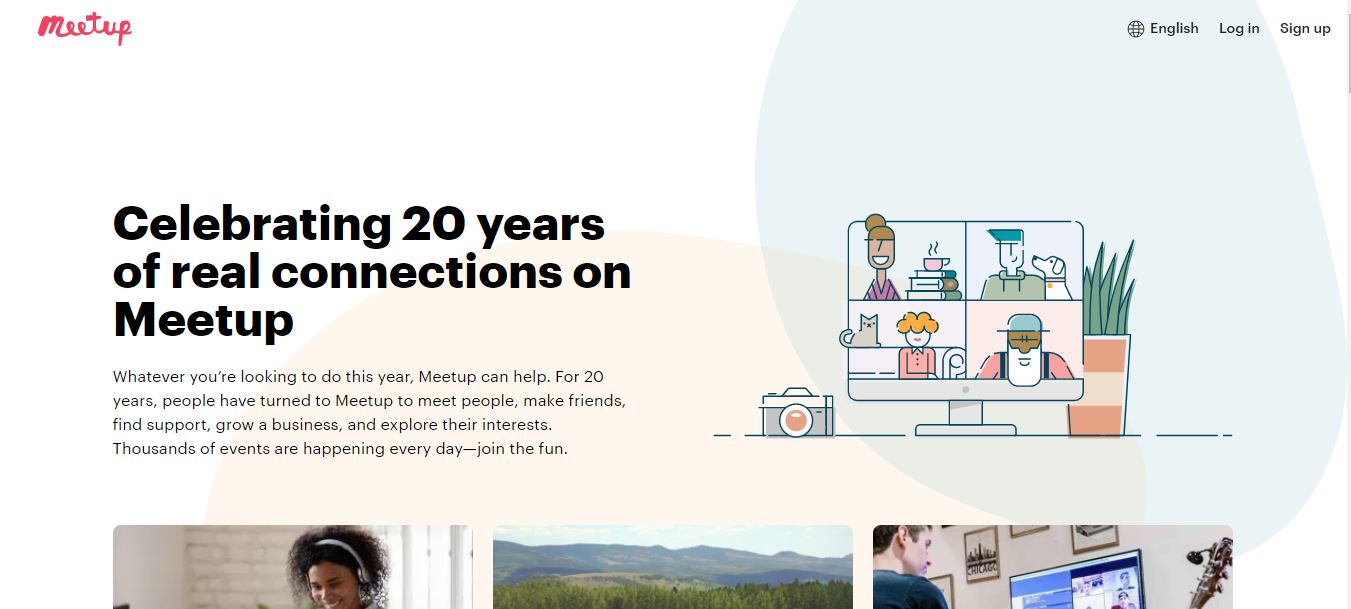 Meetup
English Log in Sign up
Celebrating 20 years
of real connections on
Meetup
Whatever you’re looking to do this year, Meetup can help. For 20
years, people have turned to Meetup to meet people, make friends,
find support, grow a business, and explore their interests.
Thousands of events are happening every day—join the fun.
CHICAGO